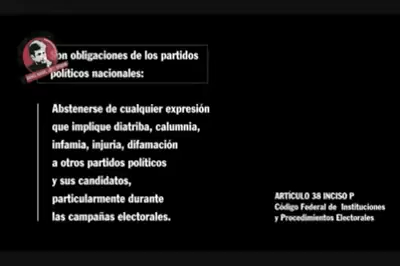 on obligaciones de los partidos
políticos nacionales:
Abstenerse de cualquier expresión
que implique diatriba, calumnia,
infamia, injuria, difamación
a otros partidos políticos
y sus candidatos,
particularmente durante
las campañas electorales.
ARTÍCULO 38 INCISO P
Código Federal de Instituciones
y Procedimientos Electorales